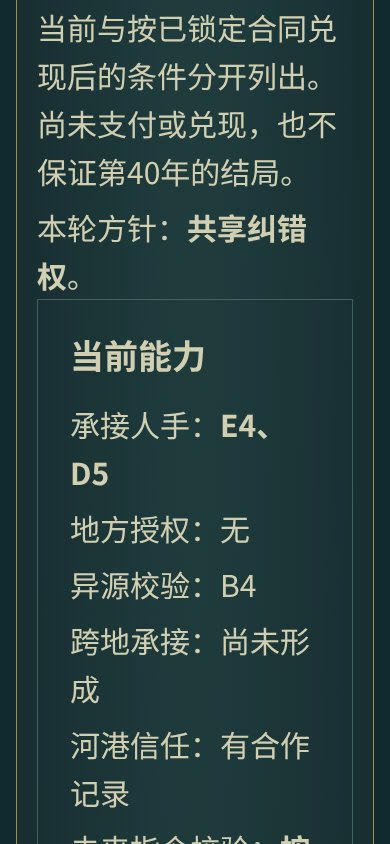 当前与按已锁定合同兑
现后的条件分开列出。
尚未支付或兑现，也不
保证第40年的结局。
本轮方针：共享纠错
权。
当前能力
承接人手：E4、
D5
地方授权：无
异源校验：B4
跨地承接：尚未形
成
河港信任：有合作
记录